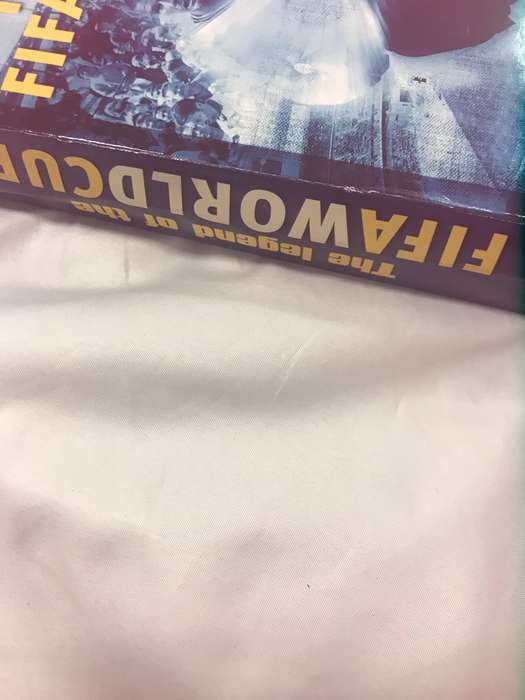 FIFA
The legend of the
FIFAWORLDCUP